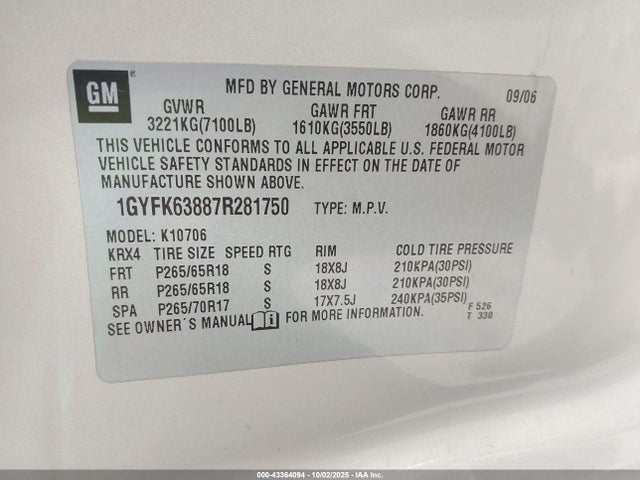 GM
MFD BY GENERAL MOTORS CORP. 09/06
GVWR GAWR FRT GAWR RR
3221KG(7100LB) 1610KG(3550LB) 1860KG(4100LB)
THIS VEHICLE CONFORMS TO ALL APPLICABLE U.S. FEDERAL MOTOR
VEHICLE SAFETY STANDARDS IN EFFECT ON THE DATE OF
MANUFACTURE SHOWN ABOVE.
1GYFK63887R281750 TYPE: M.P.V.
MODEL: K10706
KRX4 TIRE SIZE SPEED RTG RIM COLD TIRE PRESSURE
FRT P265/65R18 S 18X8J 210KPA(30PSI)
RR P265/65R18 S 18X8J 210KPA(30PSI)
SPA P265/70R17 S 17X7.5J 240KPA(35PSI)
SEE OWNER'S MANUAL FOR MORE INFORMATION. F 526
T 330
000-43364094 | 10/02/2025 | IAA Inc.